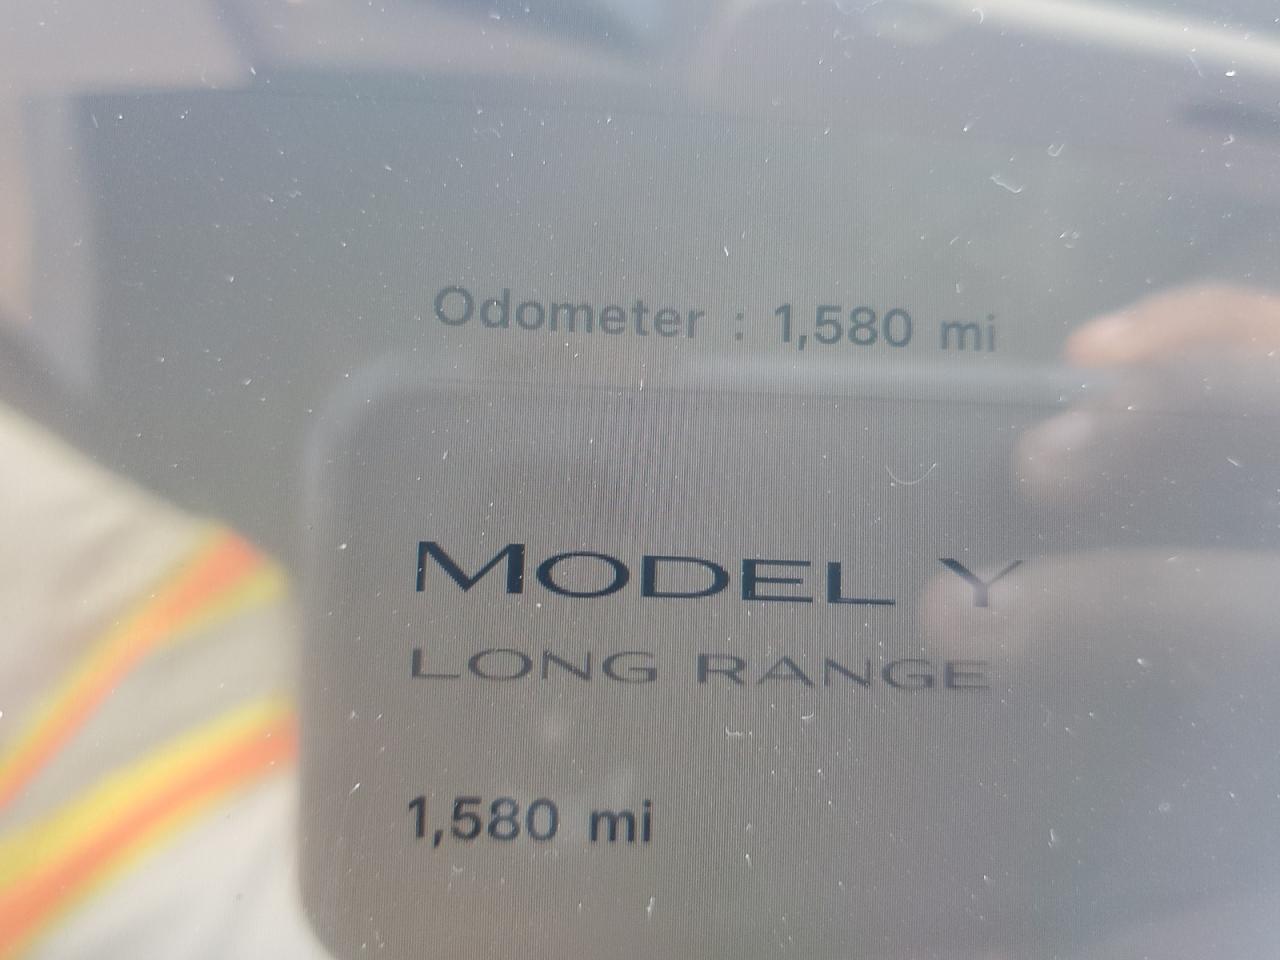 Odometer : 1,580 mi
MODEL Y
LONG RANGE
1,580 mi